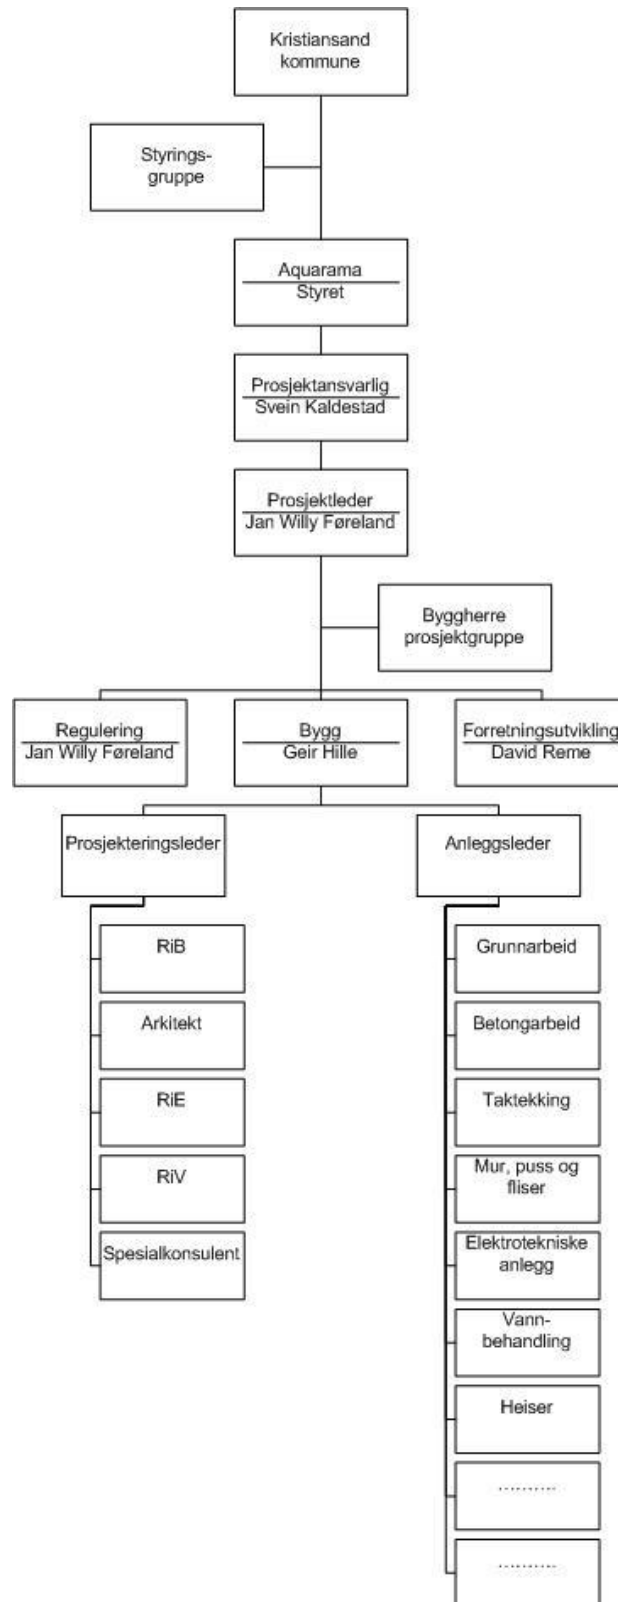 Kristiansand
kommune
Styrings-
gruppe
Aquarama
Styret
Prosjektansvarlig
Svein Kaldestad
Prosjektleder
Jan Willy Føreland
Byggherre
prosjektgruppe
Regulering
Jan Willy Føreland
Bygg
Geir Hille
Forretningsutvikling
David Reme
Prosjekteringsleder
Anleggsleder
RiB
Arkitekt
RiE
RiV
Spesialkonsulent
Grunnarbeid
Betongarbeid
Taktekking
Mur, puss og
fliser
Elektrotekniske
anlegg
Vann-
behandling
Heiser
..........
..........